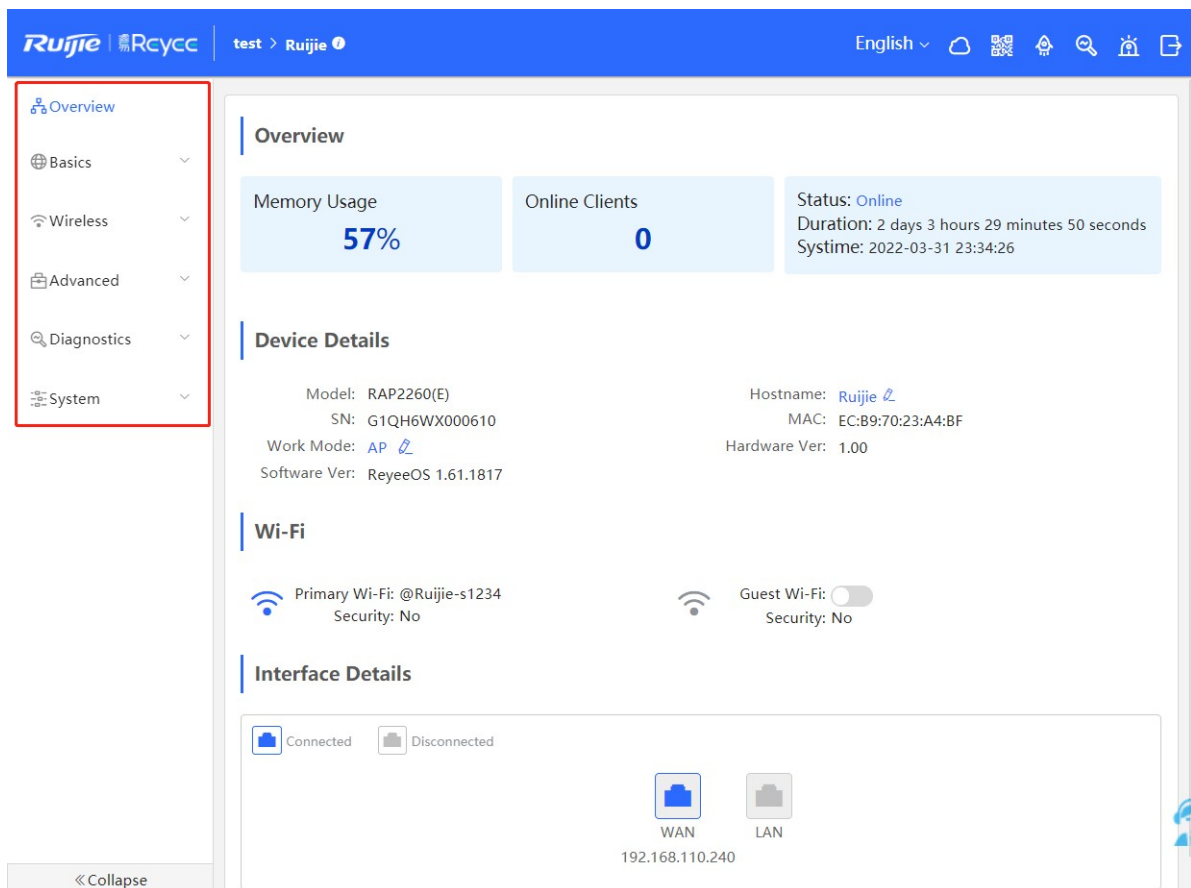 Ruijie | Reyee test > Ruijie English
Overview
Basics
Wireless
Advanced
Diagnostics
System
Collapse
Overview
Memory Usage
57%
Online Clients
0
Status: Online
Duration: 2 days 3 hours 29 minutes 50 seconds
Systime: 2022-03-31 23:34:26
Device Details
Model: RAP2260(E)
Hostname: Ruijie
SN: G1QH6WX000610
MAC: EC:B9:70:23:A4:BF
Work Mode: AP
Hardware Ver: 1.00
Software Ver: ReyeeOS 1.61.1817
Wi-Fi
Primary Wi-Fi: @Ruijie-s1234
Security: No
Guest Wi-Fi:
Security: No
Interface Details
Connected
Disconnected
WAN
LAN
192.168.110.240